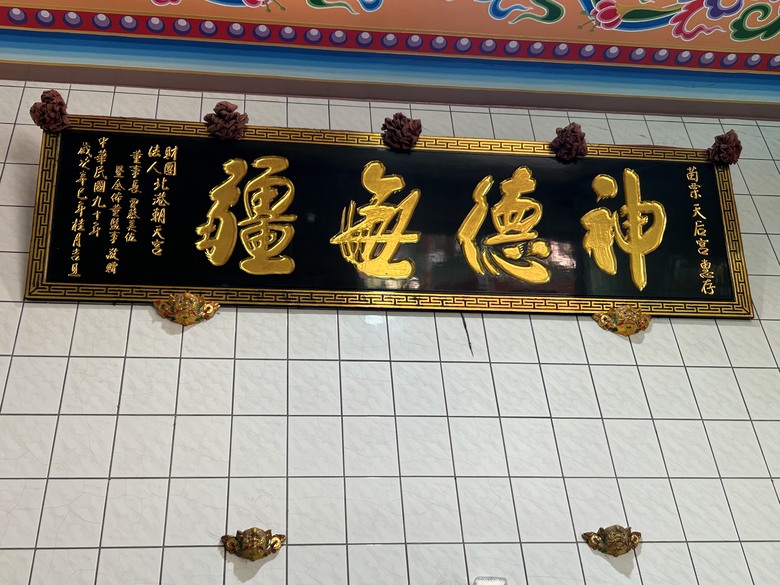 苗栗天后宮惠存
神德無疆
財團法人北港朝天宮
董事長曾蔡美佐
暨全体董監事敬贈
中華民國九十年
歲次辛巳年桂月吉旦